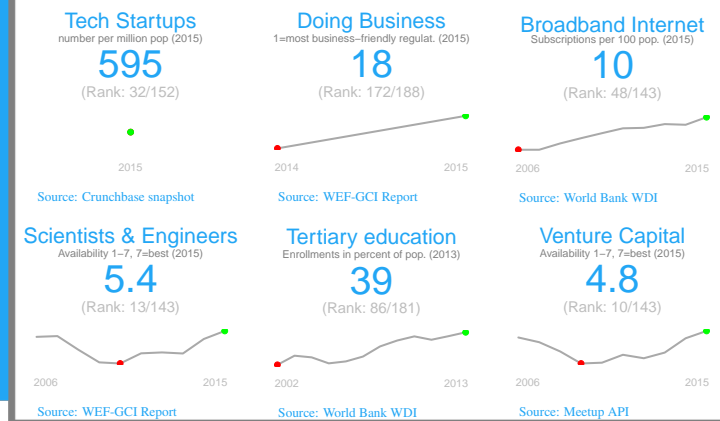 Tech Startups
number per million pop (2015)
595
(Rank: 32/152)
2015
Source: Crunchbase snapshot
Doing Business
1=most business−friendly regulat. (2015)
18
(Rank: 172/188)
2014 2015
Source: WEF-GCI Report
Broadband Internet
Subscriptions per 100 pop. (2015)
10
(Rank: 48/143)
2006 2015
Source: World Bank WDI
Scientists & Engineers
Availability 1−7, 7=best (2015)
5.4
(Rank: 13/143)
2006 2015
Source: WEF-GCI Report
Tertiary education
Enrollments in percent of pop. (2013)
39
(Rank: 86/181)
2002 2013
Source: World Bank WDI
Venture Capital
Availability 1−7, 7=best (2015)
4.8
(Rank: 10/143)
2006 2015
Source: Meetup API